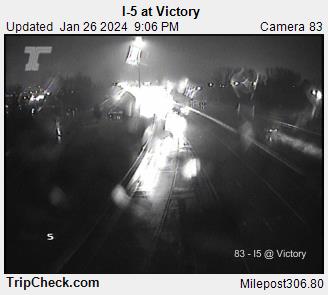 I-5 at Victory
Updated  Jan 26 2024  9:06 PM    Camera 83
T
S
83 - I5 @ Victory
TripCheck.com    Milepost306.80